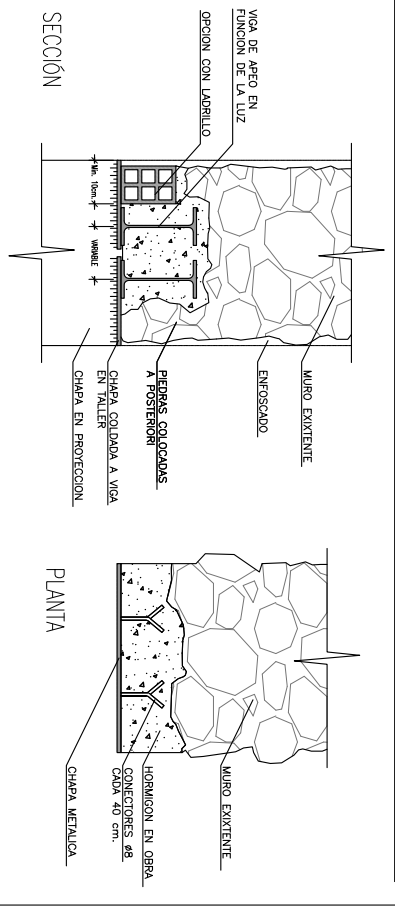 VIGA DE APEO EN
FUNCION DE LA LUZ
OPCION CON LADRILLO
SECCIÓN
Min. 10cm.
VARIABLE
MURO EXIXTENTE
ENFOSCADO
PIEDRAS COLOCADAS
A POSTERIORI
CHAPA COLDADA A VIGA
EN TALLER
CHAPA EN PROYECCION
PLANTA
MURO EXIXTENTE
HORMIGON EN OBRA
CONECTORES ø8
CADA 40 cm.
CHAPA METALICA